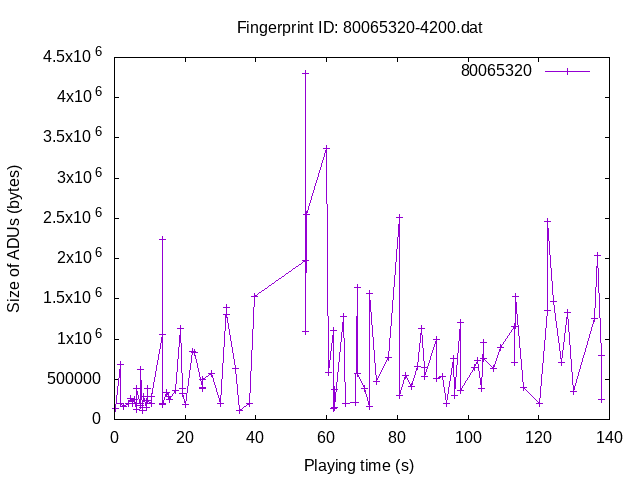 Fingerprint ID: 80065320-4200.dat
80065320
4.5x10 6
4x10 6
3.5x10 6
3x10 6
2.5x10 6
2x10 6
1.5x10 6
1x10 6
500000
0
Size of ADUs (bytes)
0 20 40 60 80 100 120 140
Playing time (s)